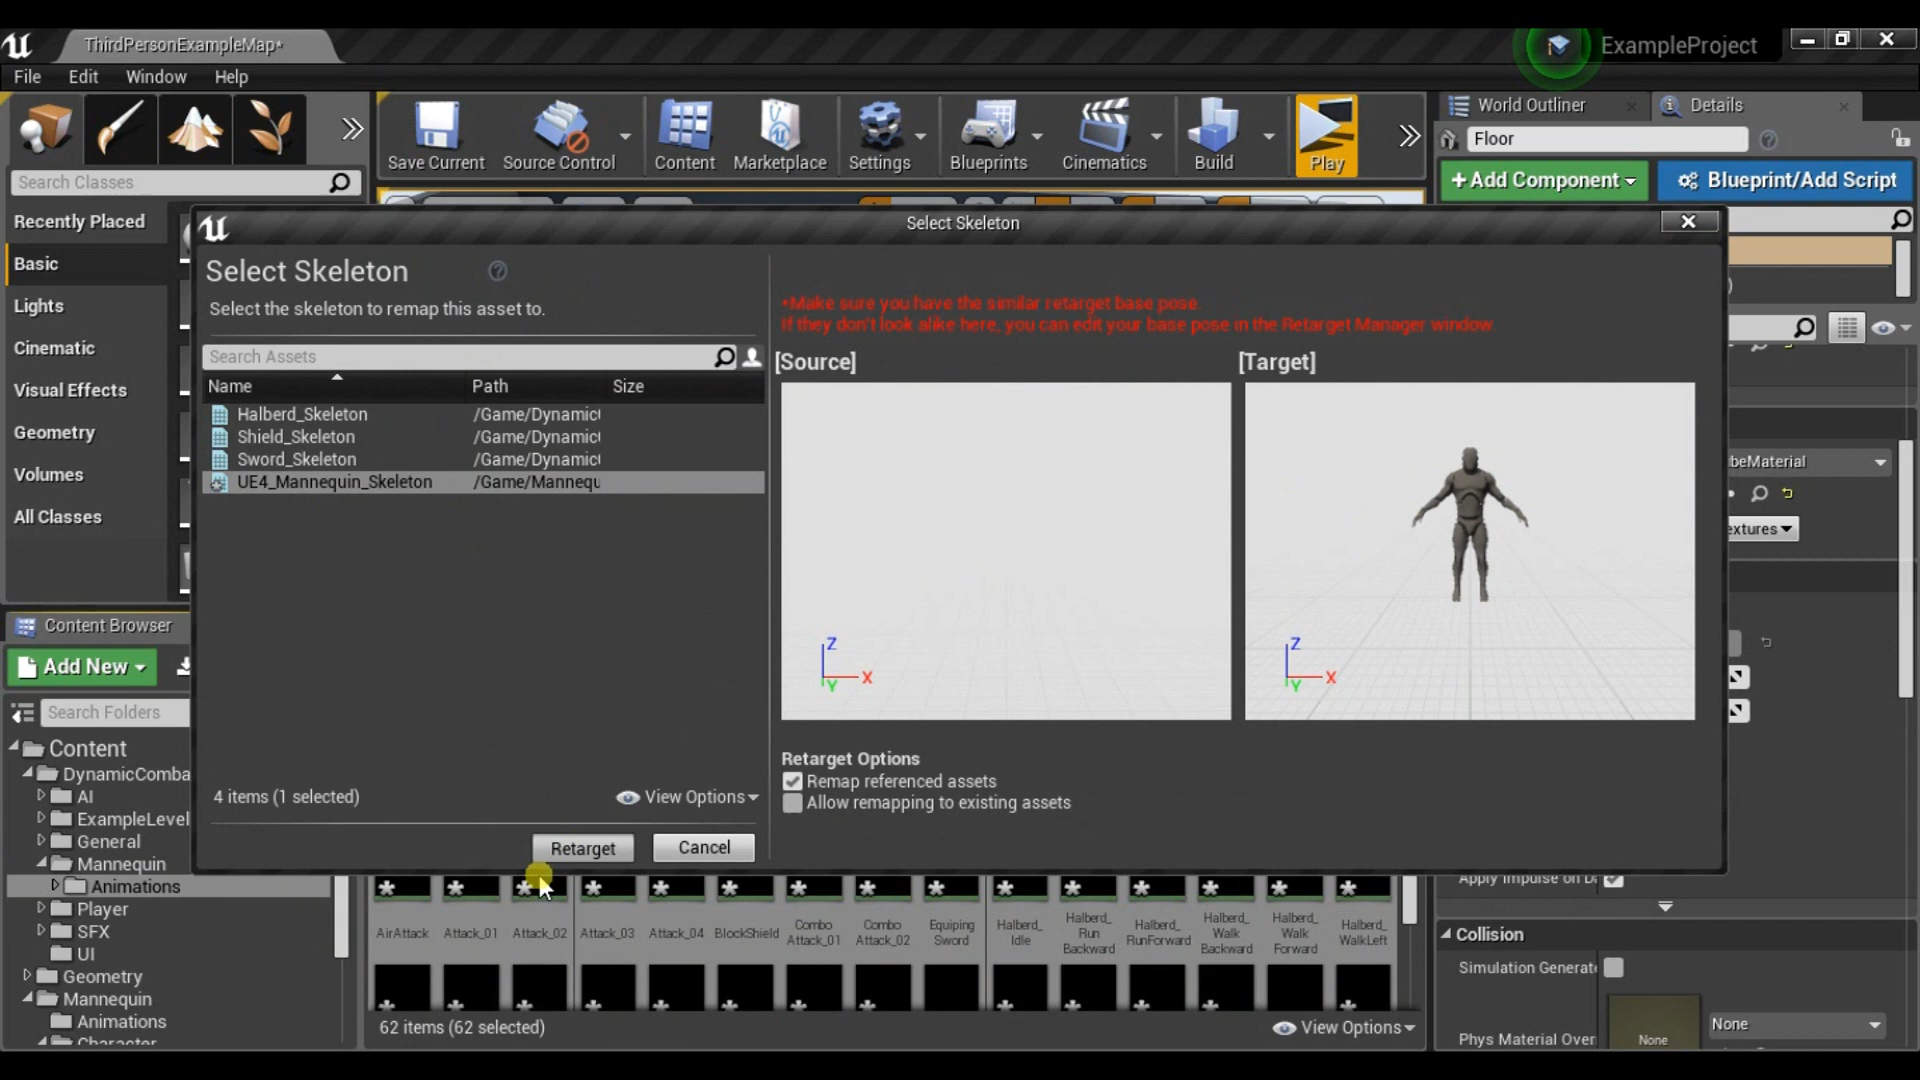 ThirdPersonExampleMap*
ExampleProject
File Edit Window Help
Save Current
Source Control
Content
Marketplace
Settings
Blueprints
Cinematics
Build
Play
World Outliner
Details
Floor
+Add Component
Blueprint/Add Script
Search Classes
Recently Placed
Basic
Lights
Cinematic
Visual Effects
Geometry
Volumes
All Classes
Select Skeleton
Select Skeleton
Select the skeleton to remap this asset to.
Search Assets
Name Path Size
Halberd_Skeleton /Game/Dynamic
Shield_Skeleton /Game/Dynamic
Sword_Skeleton /Game/Dynamic
UE4_Mannequin_Skeleton /Game/Mannequ
4 items (1 selected)
View Options
Retarget
Cancel
*Make sure you have the similar retarget base pose.
If they don't look alike here, you can edit your base pose in the Retarget Manager window.
[Source]
[Target]
Z
X
Y
Z
X
Y
Retarget Options
Remap referenced assets
Allow remapping to existing assets
beMaterial
extures
Content Browser
Add New
Search Folders
Content
DynamicComba
AI
ExampleLevel
General
Mannequin
Animations
Player
SFX
UI
Geometry
Mannequin
Animations
Character
AirAttack
Attack_01
Attack_02
Attack_03
Attack_04
BlockShield
Combo
Attack_01
Combo
Attack_02
Equiping
Sword
Halberd_
Idle
Halberd_
Run
Backward
Halberd_
RunForward
Halberd_
Walk
Backward
Halberd_
Walk
Forward
Halberd_
WalkLeft
62 items (62 selected)
View Options
Apply Impulse on Da
Collision
Simulation Generate
Phys Material Over
None
None